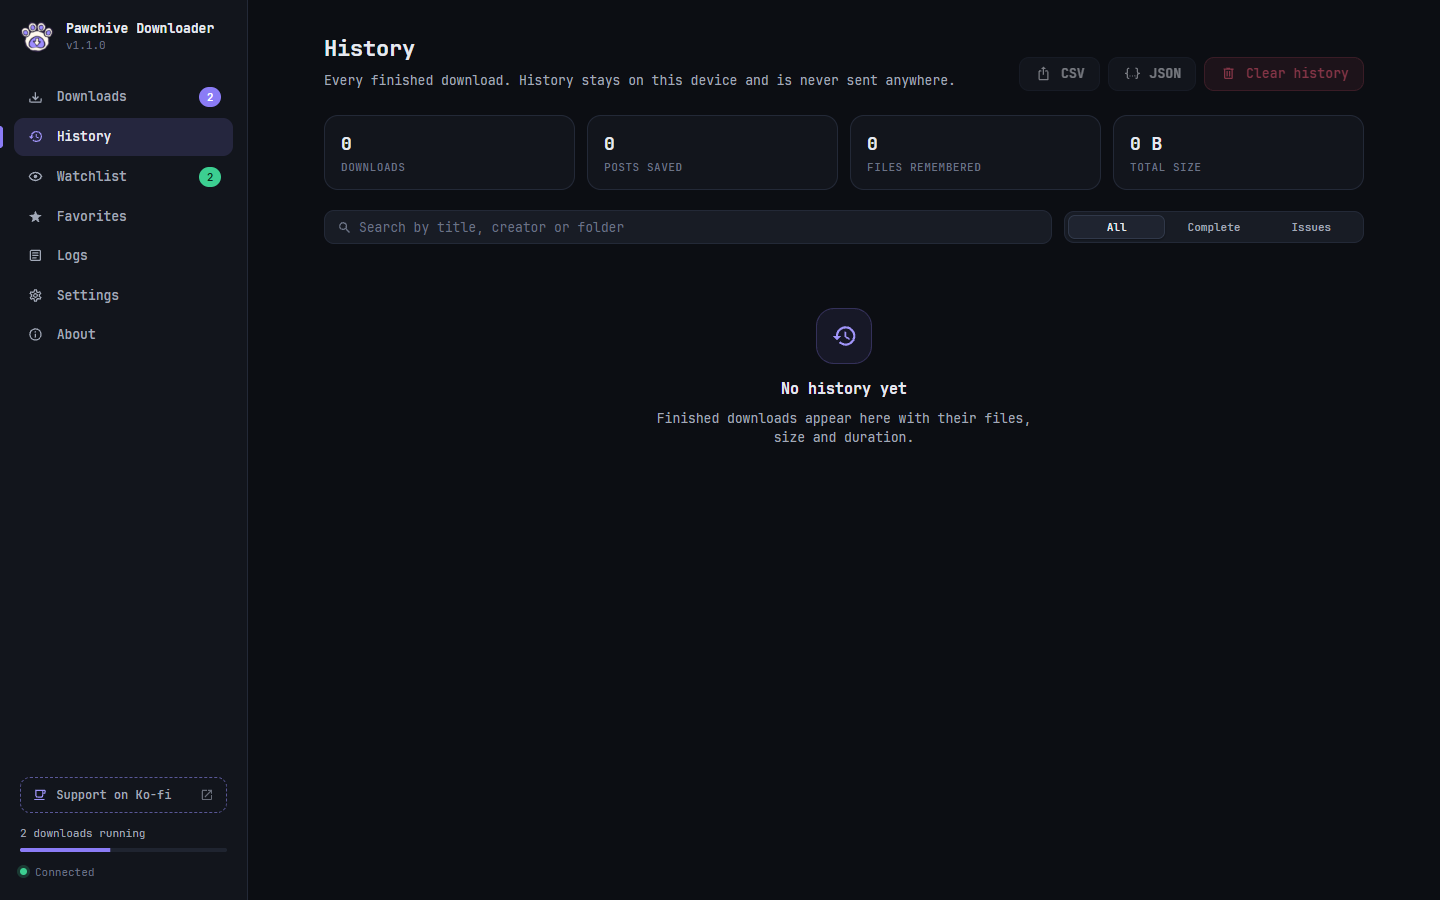 Pawchive Downloader
v1.1.0
Downloads 2
History
Watchlist 2
Favorites
Logs
Settings
About
Support on Ko-fi
2 downloads running
Connected
History
Every finished download. History stays on this device and is never sent anywhere.
CSV
JSON
Clear history
0
DOWNLOADS
0
POSTS SAVED
0
FILES REMEMBERED
0 B
TOTAL SIZE
Search by title, creator or folder
All
Complete
Issues
No history yet
Finished downloads appear here with their files,
size and duration.